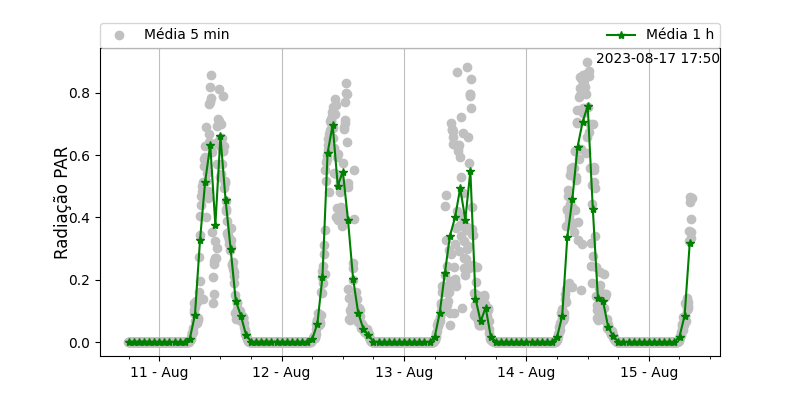 Média 5 min
Média 1 h
2023-08-17 17:50
Radiação PAR
0.8
0.6
0.4
0.2
0.0
11 - Aug
12 - Aug
13 - Aug
14 - Aug
15 - Aug